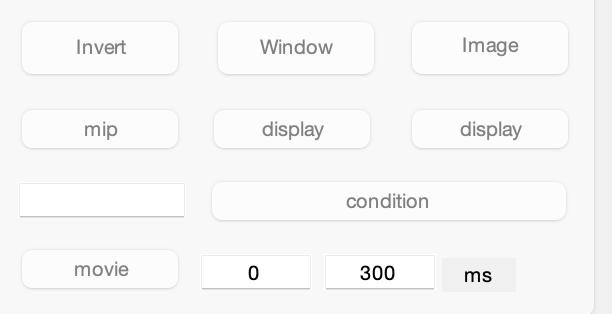 Invert Window Image
mip display display
condition
movie 0 300 ms